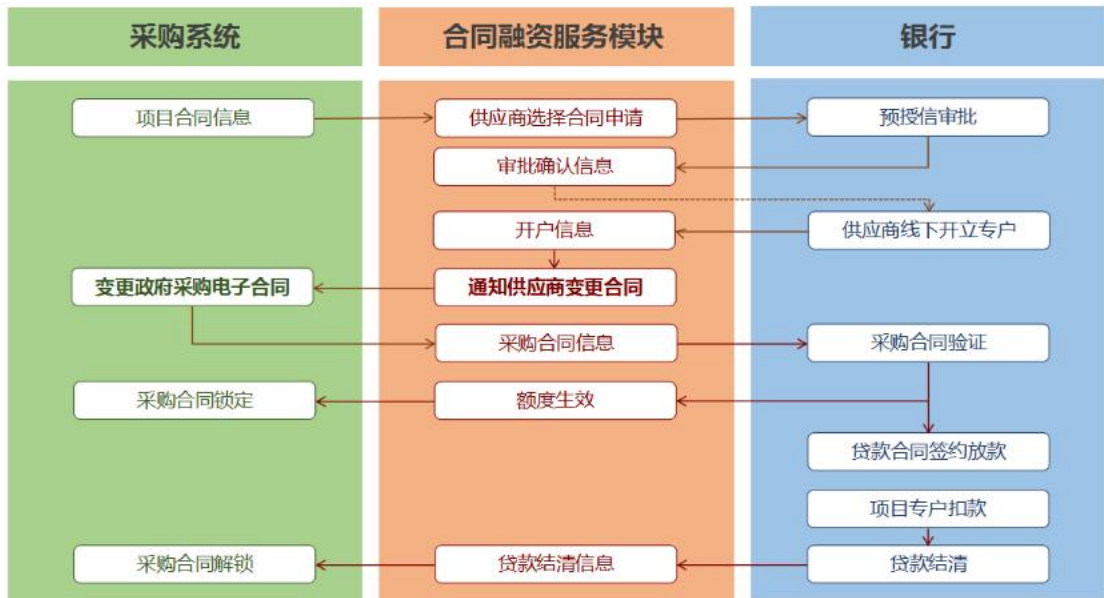 采购系统
合同融资服务模块
银行
项目合同信息
供应商选择合同申请
预授信审批
审批确认信息
开户信息
供应商线下开立专户
变更政府采购电子合同
通知供应商变更合同
采购合同信息
采购合同验证
采购合同锁定
额度生效
贷款合同签约放款
项目专户扣款
采购合同解锁
贷款结清信息
贷款结清